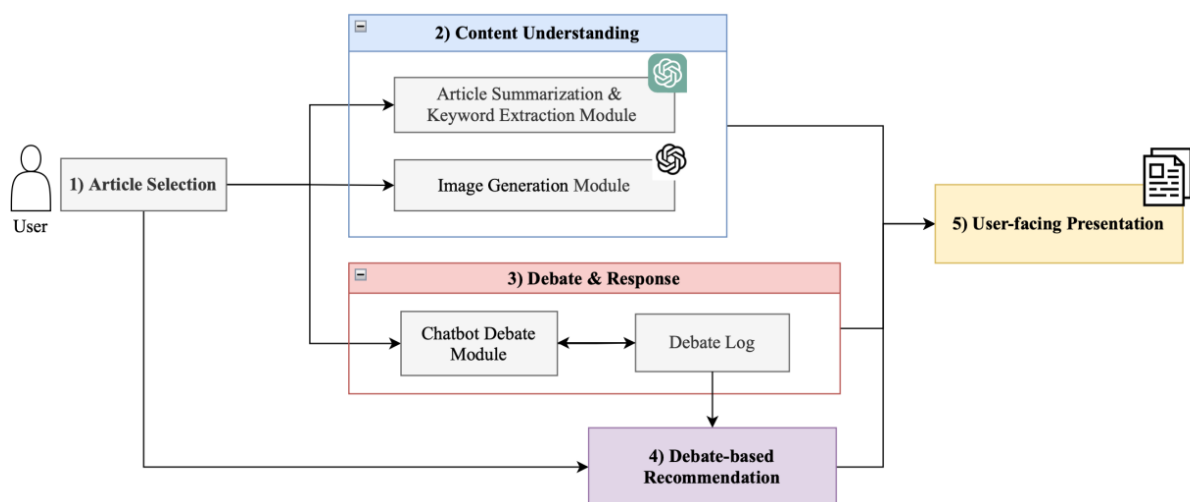 2) Content Understanding
Article Summarization &
Keyword Extraction Module
Image Generation Module
1) Article Selection
User
5) User-facing Presentation
3) Debate & Response
Chatbot Debate
Module
Debate Log
4) Debate-based
Recommendation